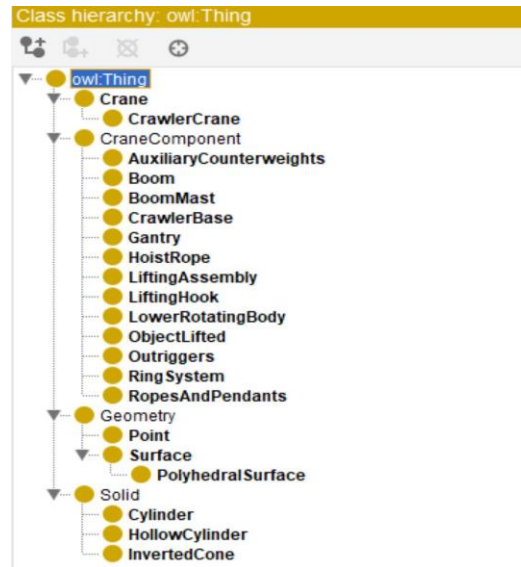 Class hierarchy: owl:Thing
owl:Thing
Crane
CrawlerCrane
CraneComponent
AuxiliaryCounterweights
Boom
BoomMast
CrawlerBase
Gantry
HoistRope
LiftingAssembly
LiftingHook
LowerRotatingBody
ObjectLifted
Outriggers
RingSystem
RopesAndPendants
Geometry
Point
Surface
PolyhedralSurface
Solid
Cylinder
HollowCylinder
InvertedCone